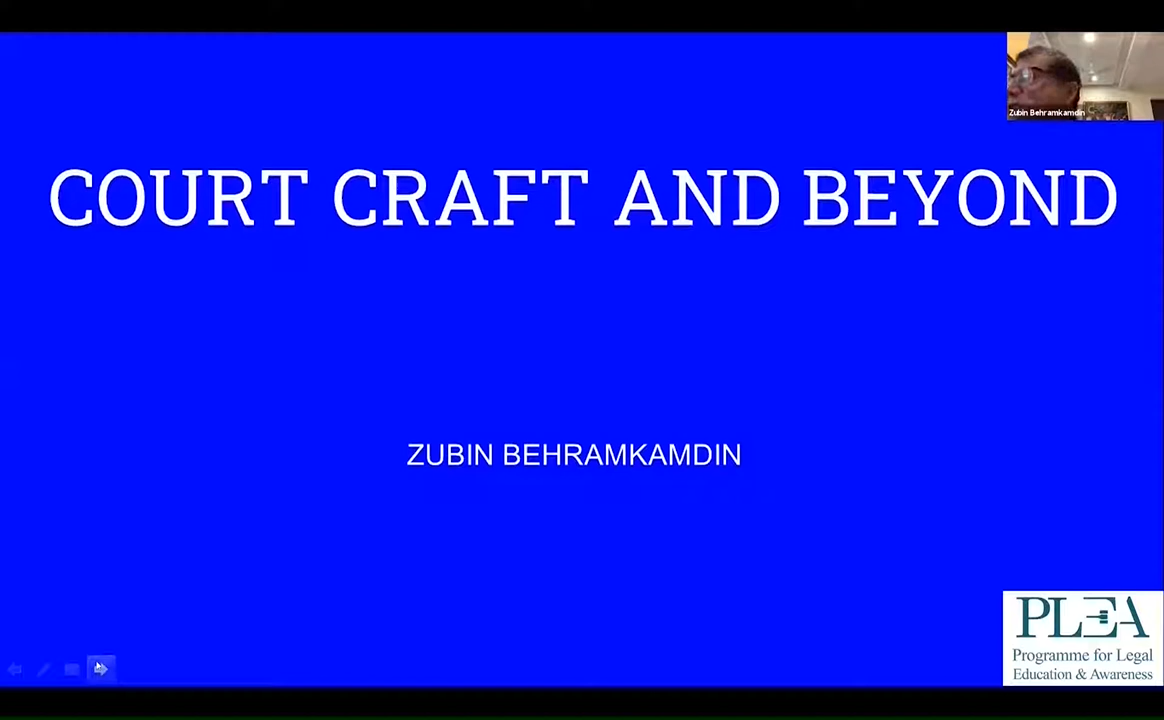 Zubin Behramkamdin
COURT CRAFT AND BEYOND
ZUBIN BEHRAMKAMDIN
PLEA
Programme for Legal
Education & Awareness